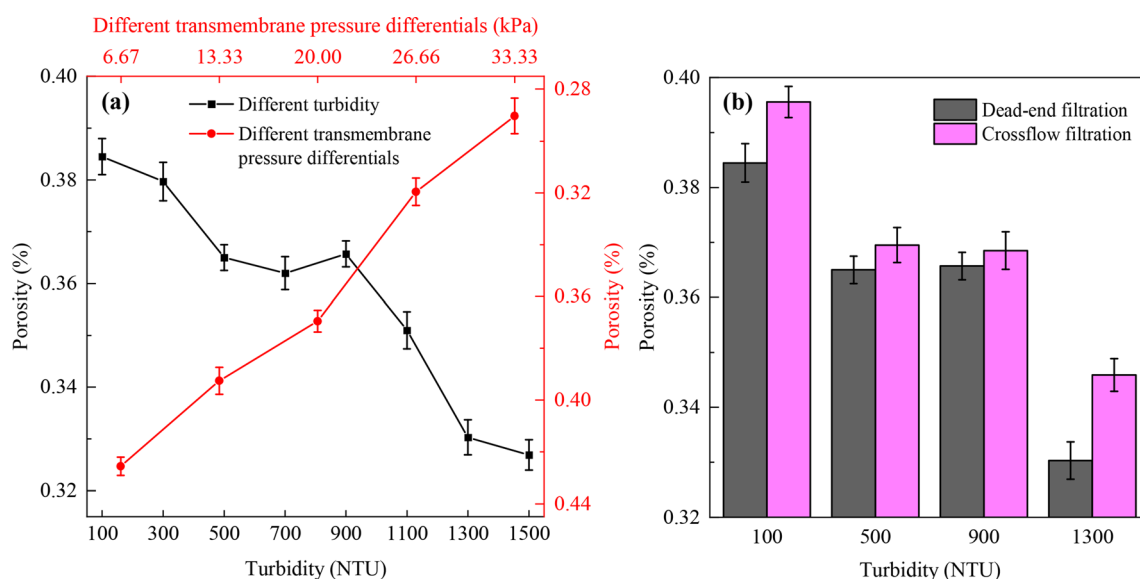 Different transmembrane pressure differentials (kPa)
6.67 13.33 20.00 26.66 33.33
(a)
Different turbidity
Different transmembrane
pressure differentials
0.40
0.38
0.36
0.34
0.32
Porosity (%)
0.28
0.32
0.36
0.40
0.44
Porosity (%)
100 300 500 700 900 1100 1300 1500
Turbidity (NTU)
(b)
Dead-end filtration
Crossflow filtration
0.40
0.38
0.36
0.34
0.32
Porosity (%)
100 500 900 1300
Turbidity (NTU)